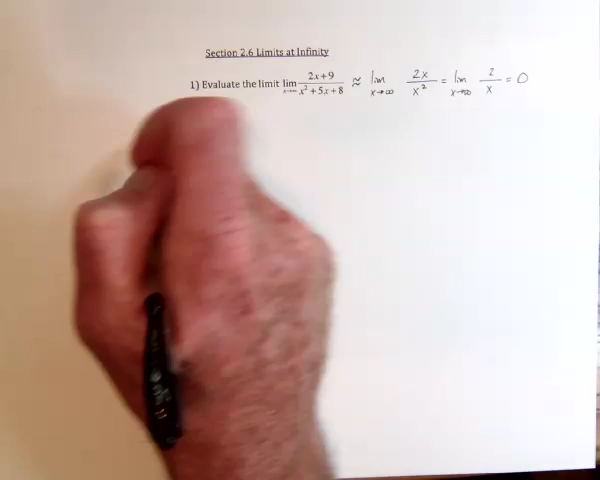 Section 2.6 Limits at Infinity
1) Evaluate the limit lim x→∞ (2x+9)/(x²+5x+8) ≈ lim x→∞ 2x/x² = lim x→∞ 2/x = 0